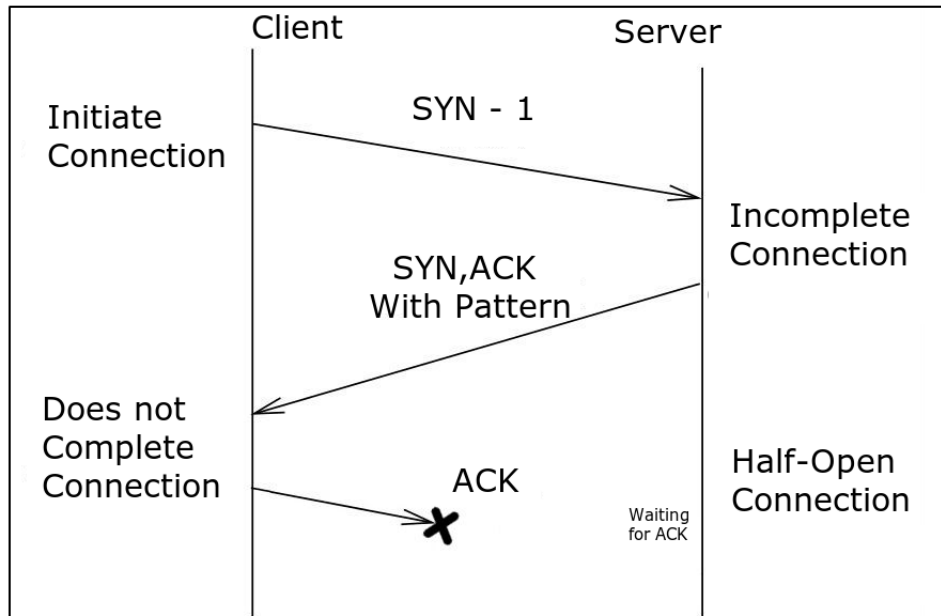 Client
Server
SYN - 1
Initiate
Connection
Incomplete
Connection
SYN,ACK
With Pattern
Does not
Complete
Connection
ACK
Half-Open
Connection
Waiting
for ACK